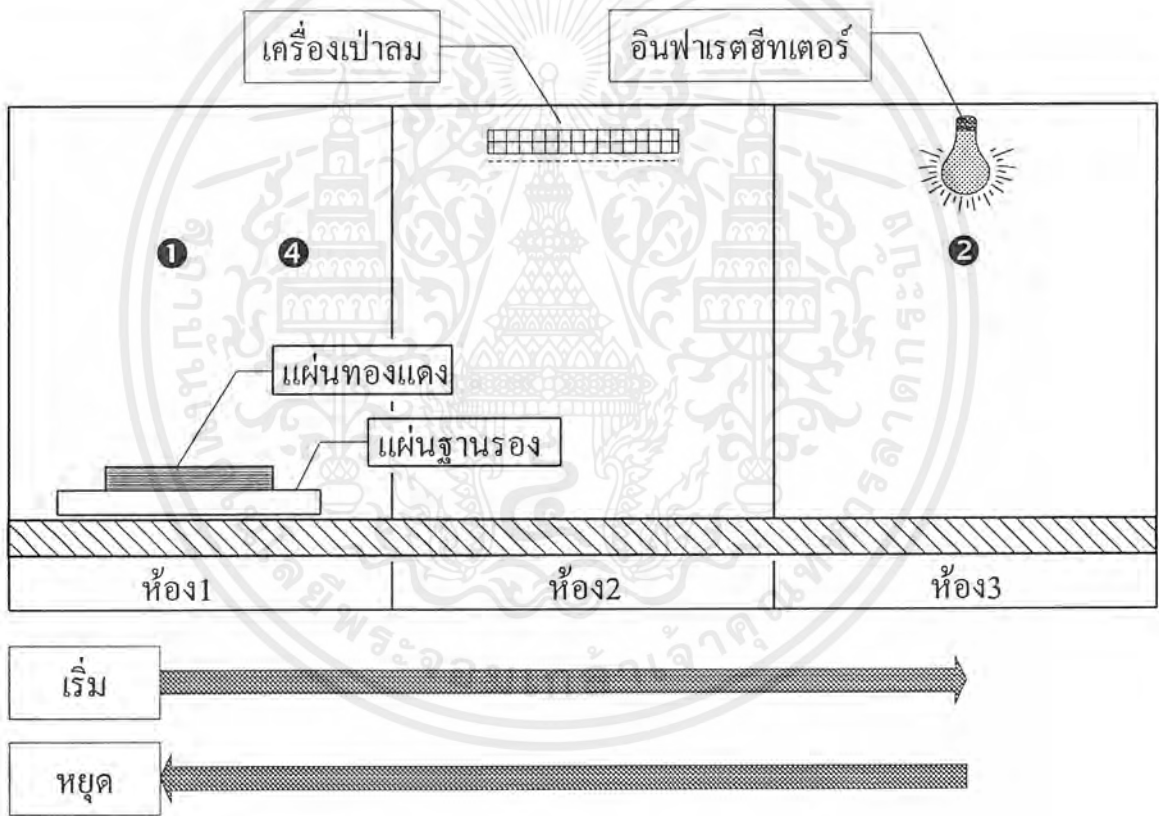 เครื่องเป่าลม
อินฟาเรตฮีทเตอร์
❶
❹
❷
แผ่นทองแดง
แผ่นฐานรอง
ห้อง1
ห้อง2
ห้อง3
เริ่ม
หยุด